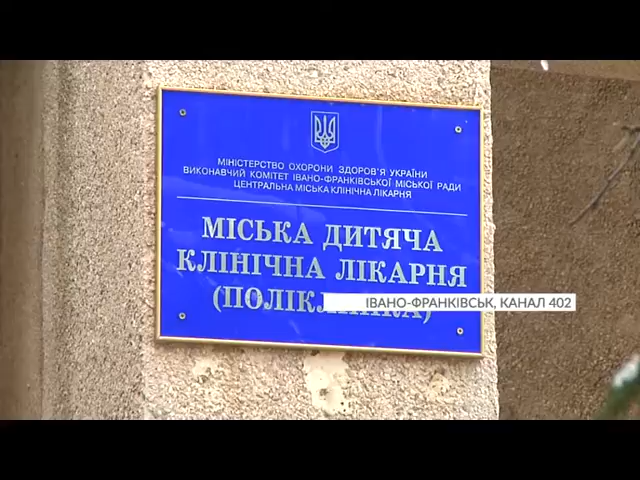 МІНІСТЕРСТВО ОХОРОНИ ЗДОРОВ'Я УКРАЇНИ
ВИКОНАВЧИЙ КОМІТЕТ ІВАНО-ФРАНКІВСЬКОЇ МІСЬКОЇ РАДИ
ЦЕНТРАЛЬНА МІСЬКА КЛІНІЧНА ЛІКАРНЯ
МІСЬКА ДИТЯЧА
КЛІНІЧНА ЛІКАРНЯ
(ПОЛІКЛІНІКА)
ІВАНО-ФРАНКІВСЬК, КАНАЛ 402